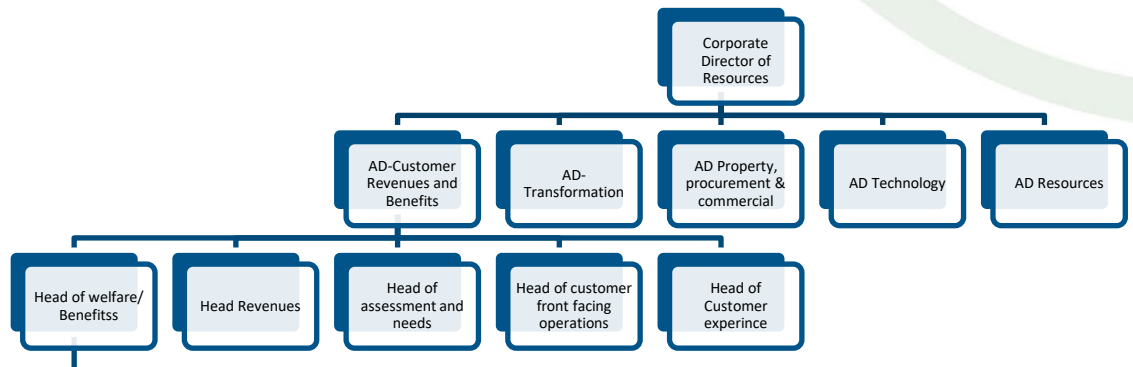 Corporate
Director of
Resources
AD-Customer
Revenues and
Benefits
AD-
Transformation
AD Property,
procurement &
commercial
AD Technology
AD Resources
Head of welfare/
Benefitss
Head Revenues
Head of
assessment and
needs
Head of customer
front facing
operations
Head of
Customer
experince